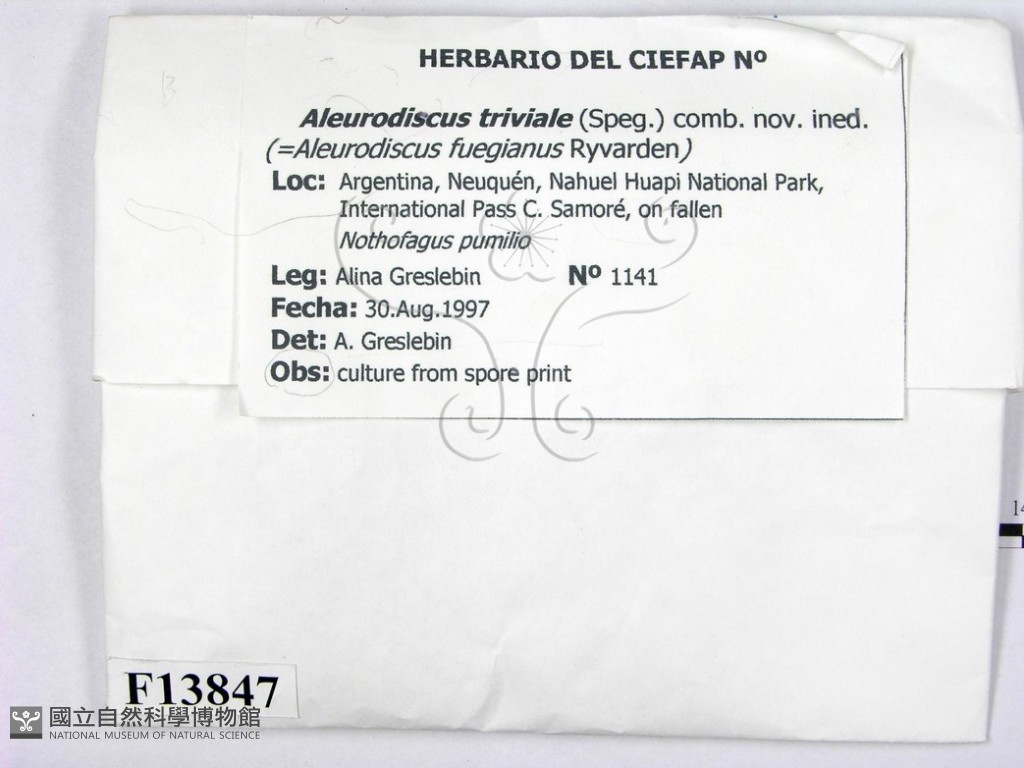 HERBARIO DEL CIEFAP Nº
Aleurodiscus triviale (Speg.) comb. nov. ined.
(=Aleurodiscus fuegianus Ryvarden)
Loc: Argentina, Neuquén, Nahuel Huapi National Park,
International Pass C. Samoré, on fallen
Nothofagus pumilio
Leg: Alina Greslebin Nº 1141
Fecha: 30.Aug.1997
Det: A. Greslebin
Obs: culture from spore print
F13847
國立自然科學博物館
NATIONAL MUSEUM OF NATURAL SCIENCE